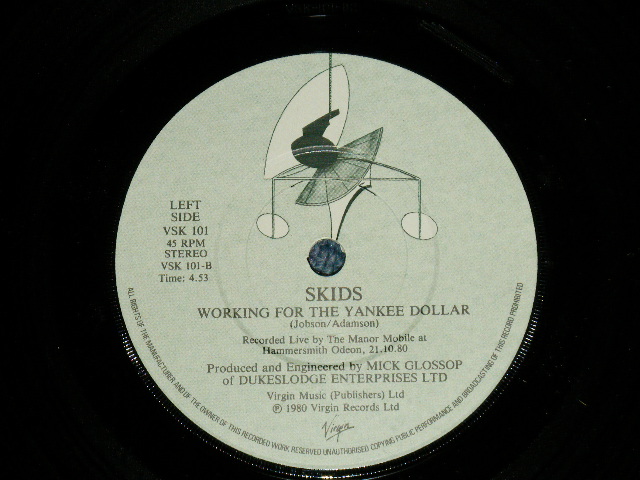 LEFT
SIDE
VSK 101
45 RPM
STEREO
VSK 101-B
Time: 4.53
SKIDS
WORKING FOR THE YANKEE DOLLAR
(Jobson/Adamson)
Recorded Live by The Manor Mobile at
Hammersmith Odeon, 21.10.80
Produced and Engineered by MICK GLOSSOP
of DUKESLODGE ENTERPRISES LTD
Virgin Music (Publishers) Ltd
℗ 1980 Virgin Records Ltd
Virgin
ALL RIGHTS OF THE MANUFACTURER AND OF THE OWNER OF THIS RECORDED WORK RESERVED UNAUTHORISED COPYING PUBLIC PERFORMANCE AND BROADCASTING OF THIS RECORD PROHIBITED